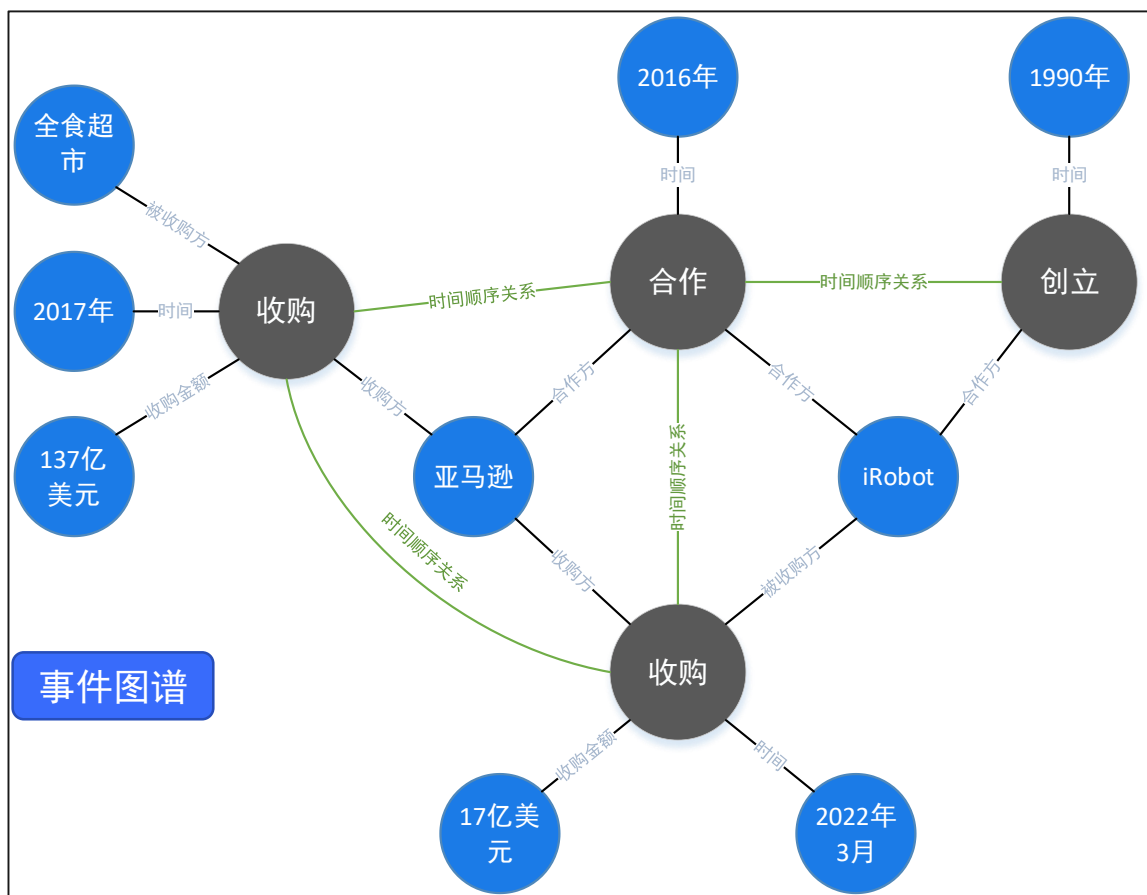 2016年
1990年
全食超
市
时间
时间
被收购方
收购
合作
创立
时间顺序关系
时间顺序关系
2017年
时间
收购金额
收购方
合作方
合作方
合作方
137亿
美元
亚马逊
iRobot
时间顺序关系
时间顺序关系
收购方
被收购方
收购
事件图谱
收购金额
时间
17亿美
元
2022年
3月